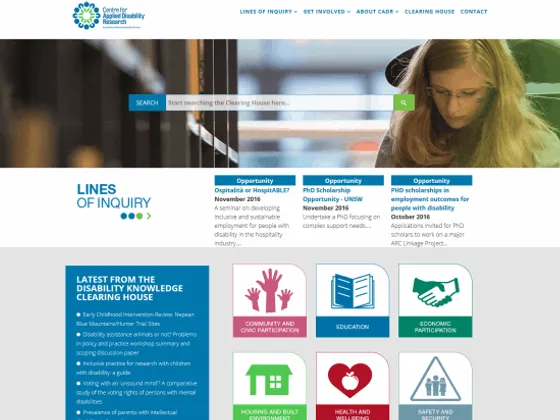 Centre for
Applied Disability
Research
LINES OF INQUIRY
GET INVOLVED
ABOUT CADR
CLEARING HOUSE
CONTACT
SEARCH
Start searching the Clearing House here...
LINES
OF INQUIRY
Opportunity
Ospitalità or HospitABLE?
November 2016
A seminar on developing
inclusive and sustainable
employment for people with
disability in the hospitality
industry....
Opportunity
PhD Scholarship
Opportunity - UNSW
November 2016
Undertake a PhD focusing on
complex support needs....
Opportunity
PHD scholarships in
employment outcomes for
people with disability
October 2016
Applications invited for PhD
scholars to work on a major
ARC Linkage Project...
LATEST FROM THE
DISABILITY KNOWLEDGE
CLEARING HOUSE
Early Childhood Intervention Review: Nepean
Blue Mountains/Hunter Trial Sites
Disability assistance animals or not? Problems
in policy and practice workshop summary and
scoping discussion paper
Inclusive practice for research with children
with disability: a guide
Voting with an 'unsound mind'? A comparative
study of the voting rights of persons with mental
disabilities
Prevalence of parents with intellectual
COMMUNITY AND
CIVIC PARTICIPATION
EDUCATION
ECONOMIC
PARTICIPATION
HOUSING AND BUILT
ENVIRONMENT
HEALTH AND
WELLBEING
SAFETY AND
SECURITY